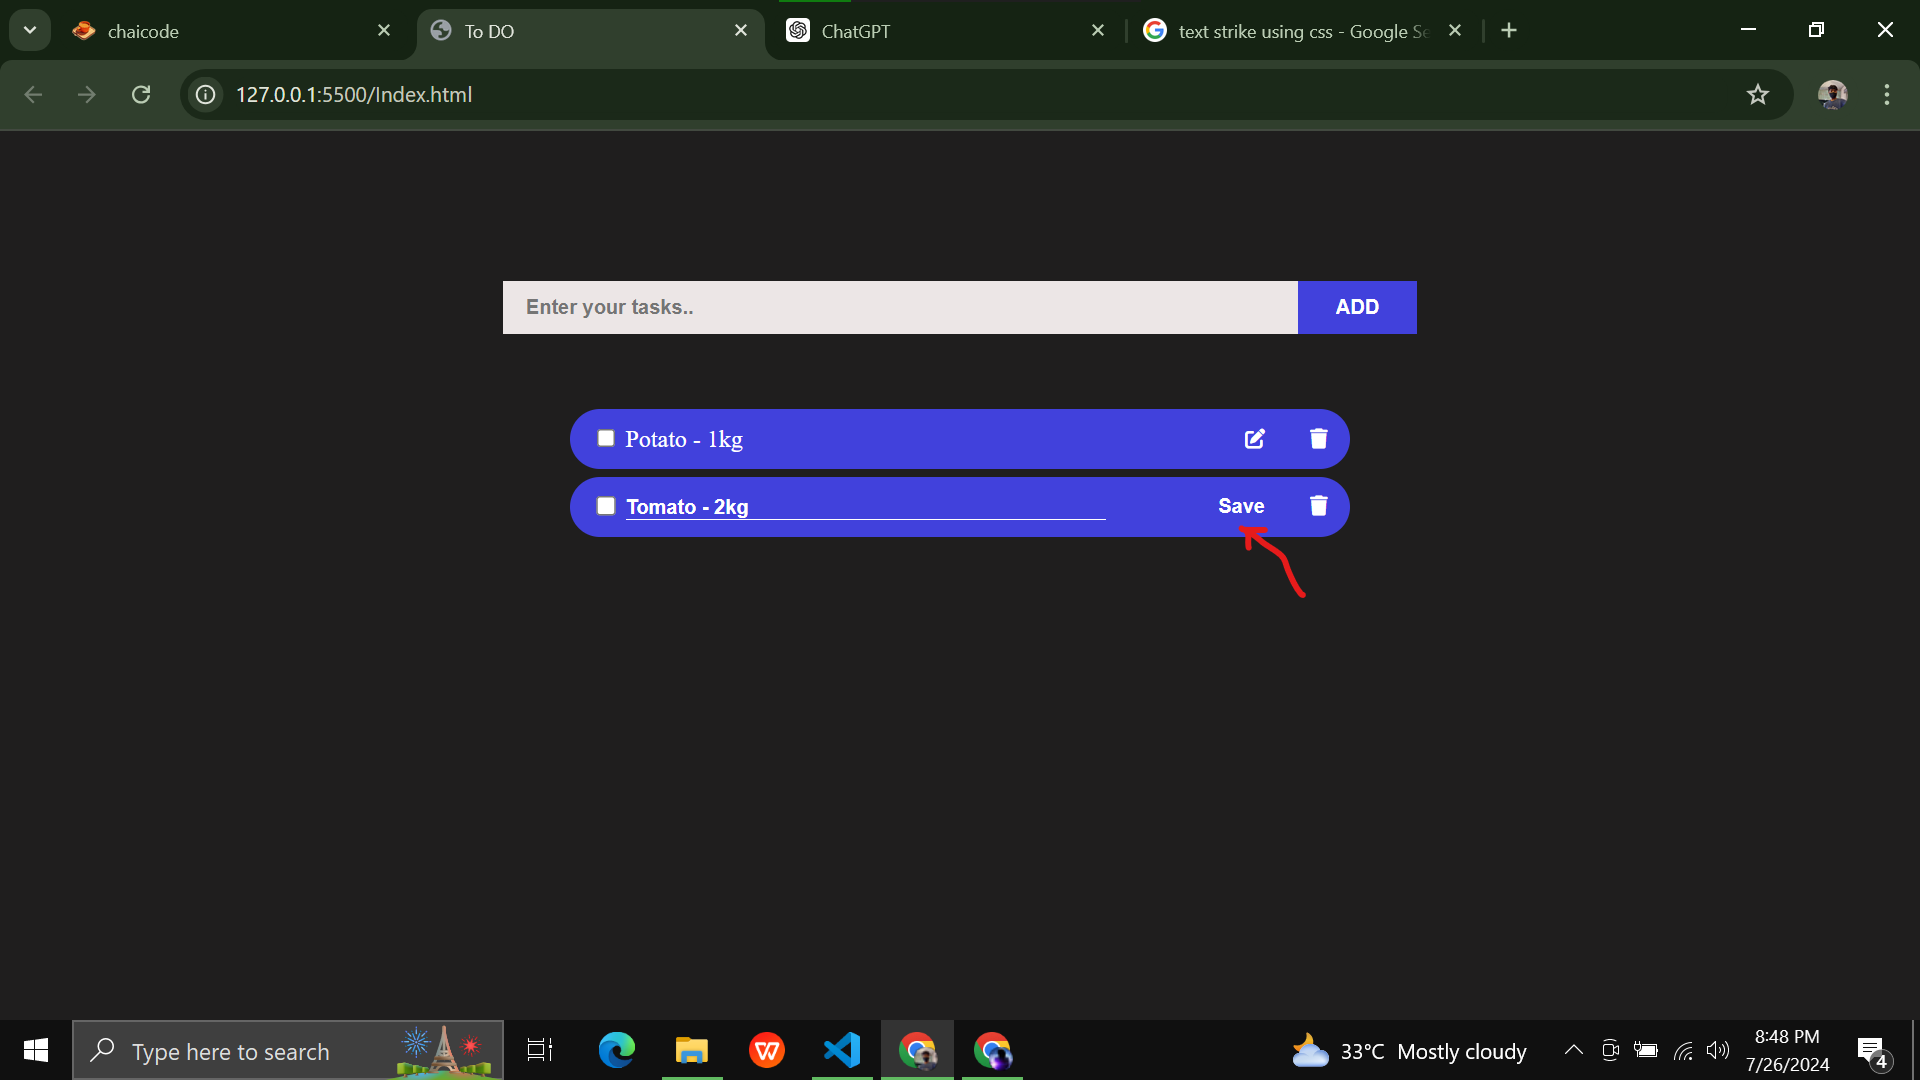 chaicode
To DO
ChatGPT
text strike using css - Google Se
127.0.0.1:5500/Index.html
Enter your tasks..
ADD
Potato - 1kg
Tomato - 2kg
Save
Type here to search
33°C Mostly cloudy
8:48 PM
7/26/2024
4